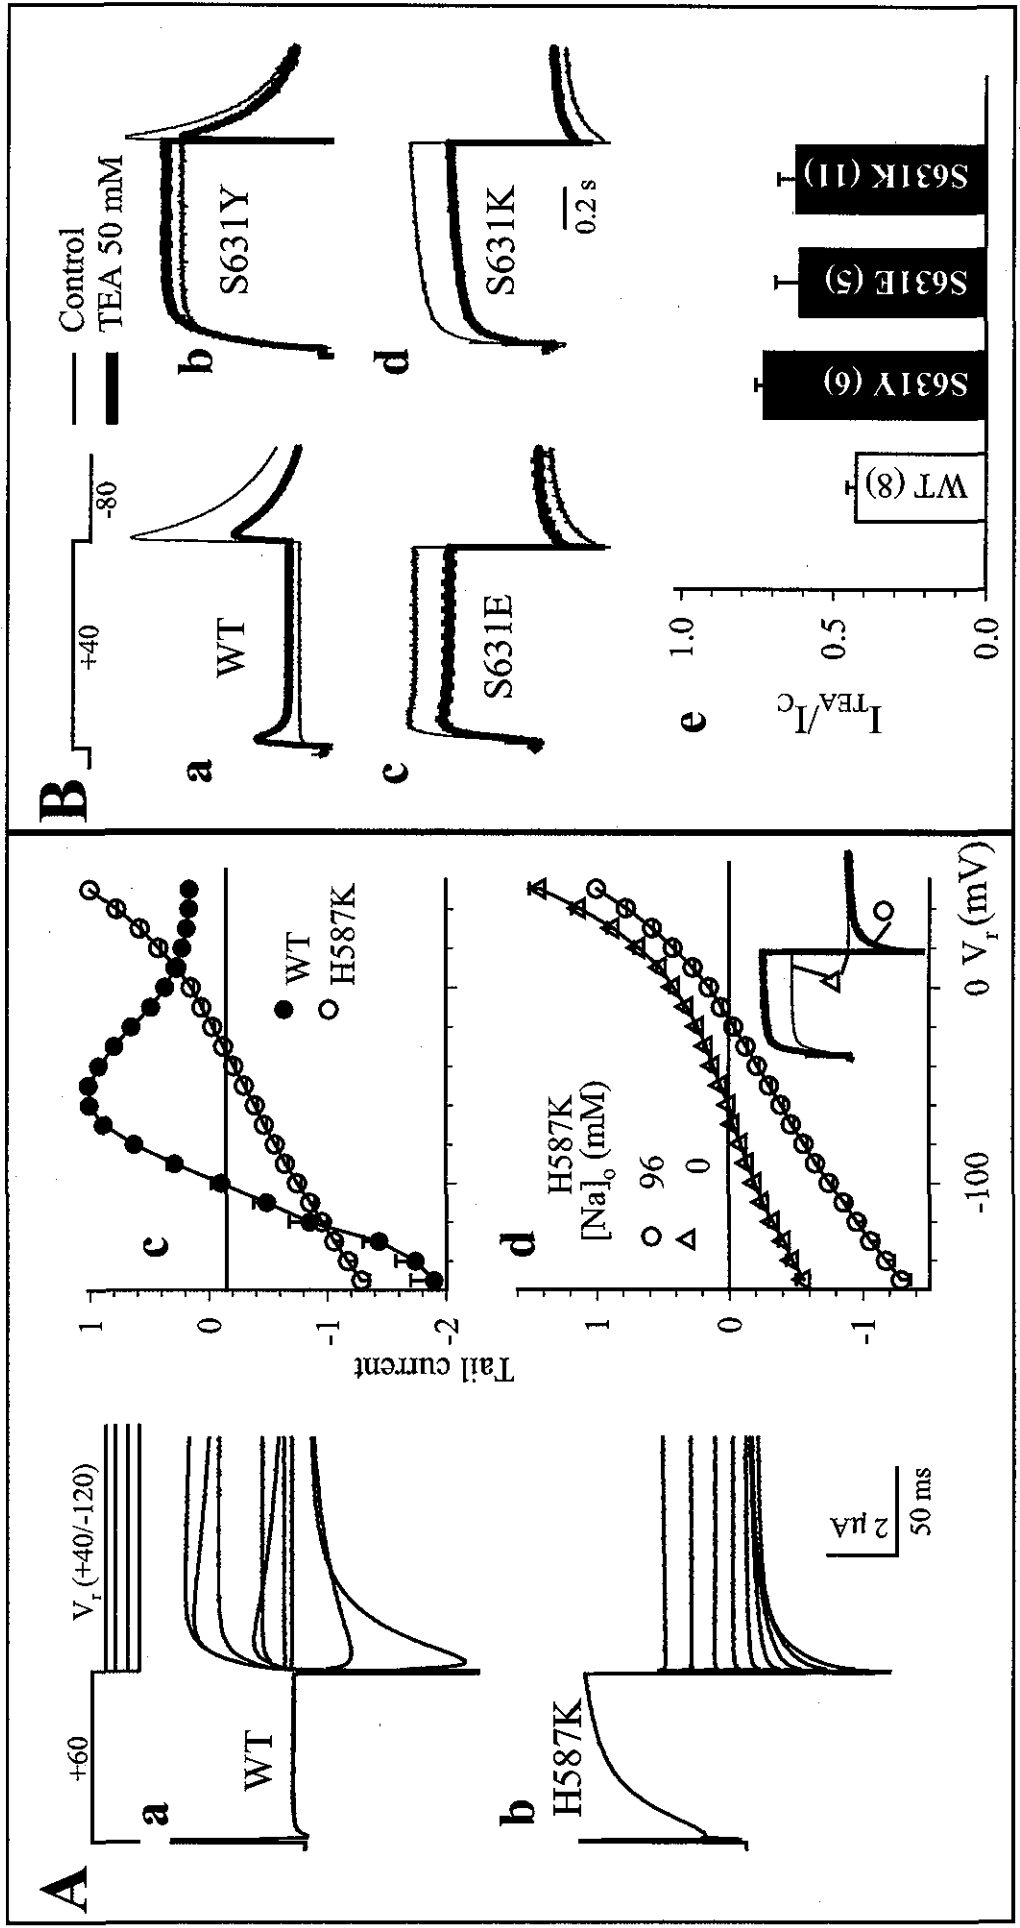 A
+60
V_r (+40/-120)
a
WT
b
H587K
2 μA
50 ms
c
1
0
-1
-2
Tail current
WT
H587K
d
H587K
[Na]_o (mM)
96
0
1
0
-1
-100
0
V_r (mV)
B
+40
-80
Control
TEA 50 mM
a
WT
b
S631Y
c
S631E
d
S631K
0.2 s
e
1.0
0.5
0.0
I_TEA/I_C
WT (8)
S631Y (6)
S631E (5)
S631K (11)